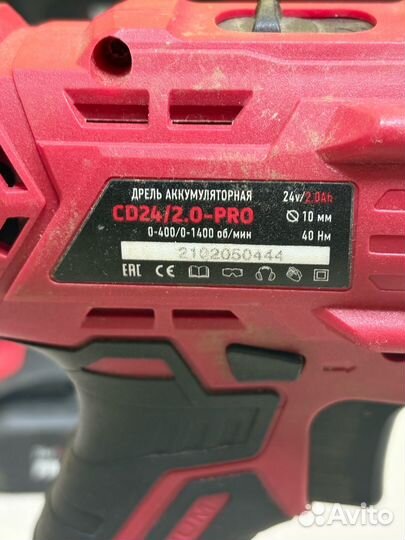 ДРЕЛЬ АККУМУЛЯТОРНАЯ 24v/2.0Ah
CD24/2.0-PRO ⌀ 10 мм
0-400/0-1400 об/мин 40 Нм
2102050444
EAC CE
UM
Avito